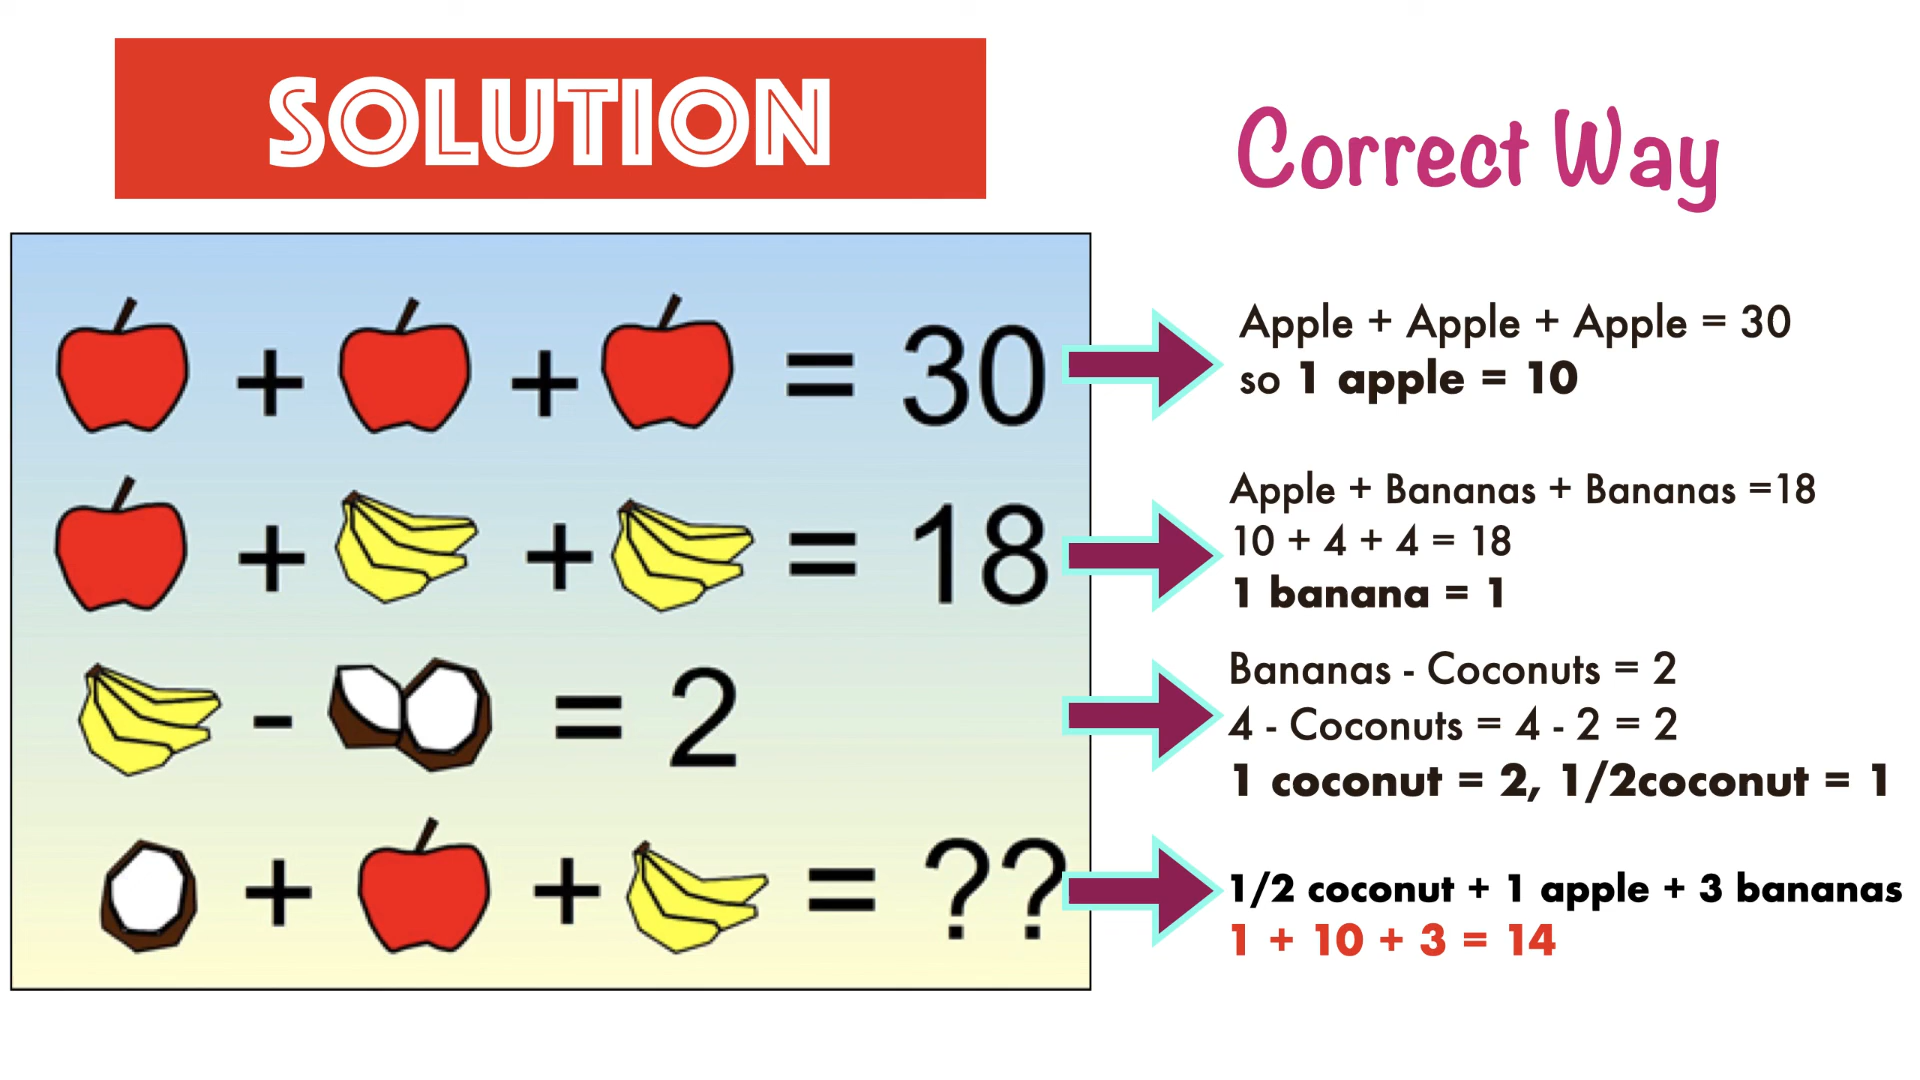 SOLUTION
Correct Way
+ + = 30
Apple + Apple + Apple = 30
so 1 apple = 10
+ + = 18
Apple + Bananas + Bananas =18
10 + 4 + 4 = 18
1 banana = 1
- = 2
Bananas - Coconuts = 2
4 - Coconuts = 4 - 2 = 2
1 coconut = 2, 1/2coconut = 1
+ + = ??
1/2 coconut + 1 apple + 3 bananas
1 + 10 + 3 = 14